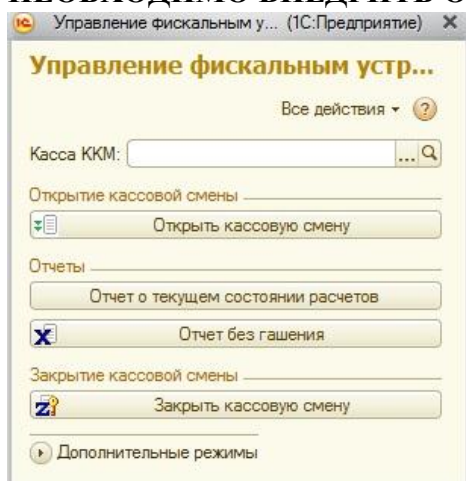 Управление фискальным у... (1С:Предприятие)
Управление фискальным устр...
Все действия
Касса ККМ:
Открытие кассовой смены
Открыть кассовую смену
Отчеты
Отчет о текущем состоянии расчетов
Отчет без гашения
Закрытие кассовой смены
Закрыть кассовую смену
Дополнительные режимы